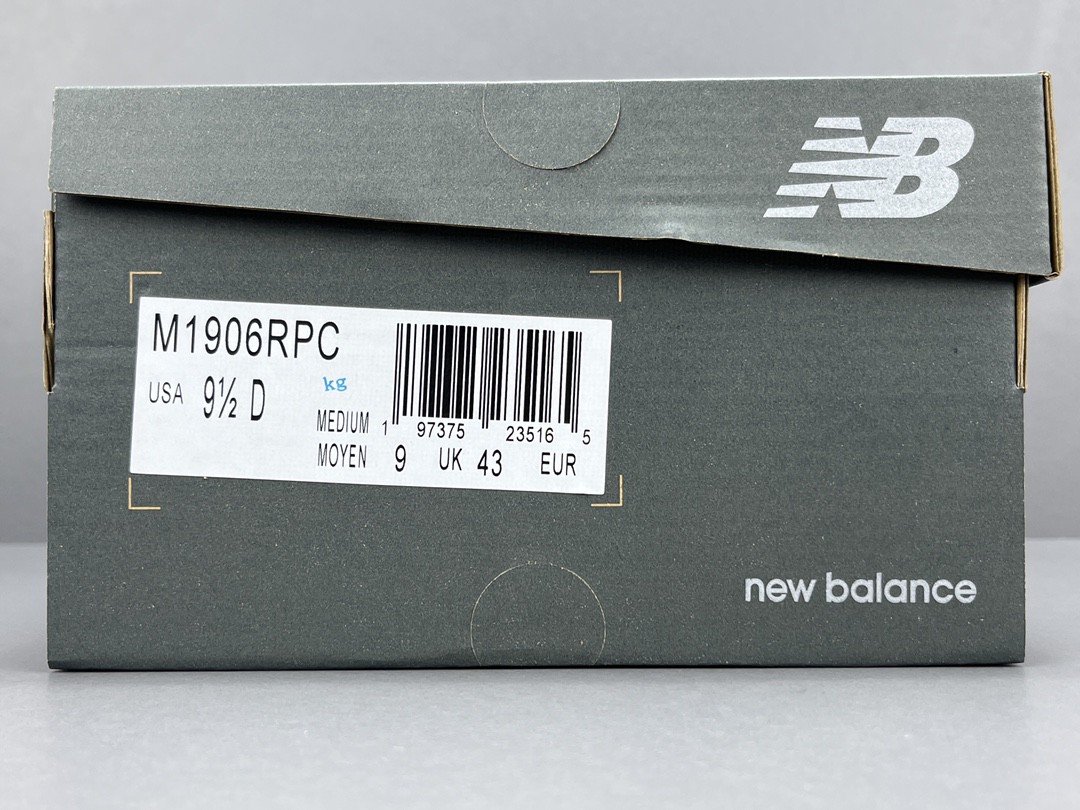 NB
M1906RPC
USA 9½ D
kg
MEDIUM
MOYEN
1 97375 23516 5
9 UK 43 EUR
new balance